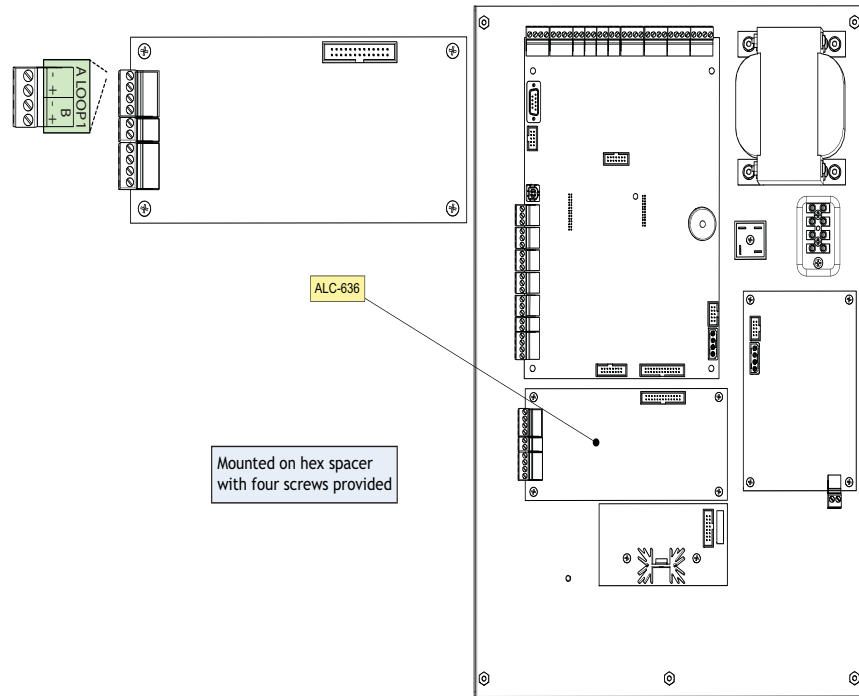 A LOOP1
- + - +
B
ALC-636
Mounted on hex spacer
with four screws provided